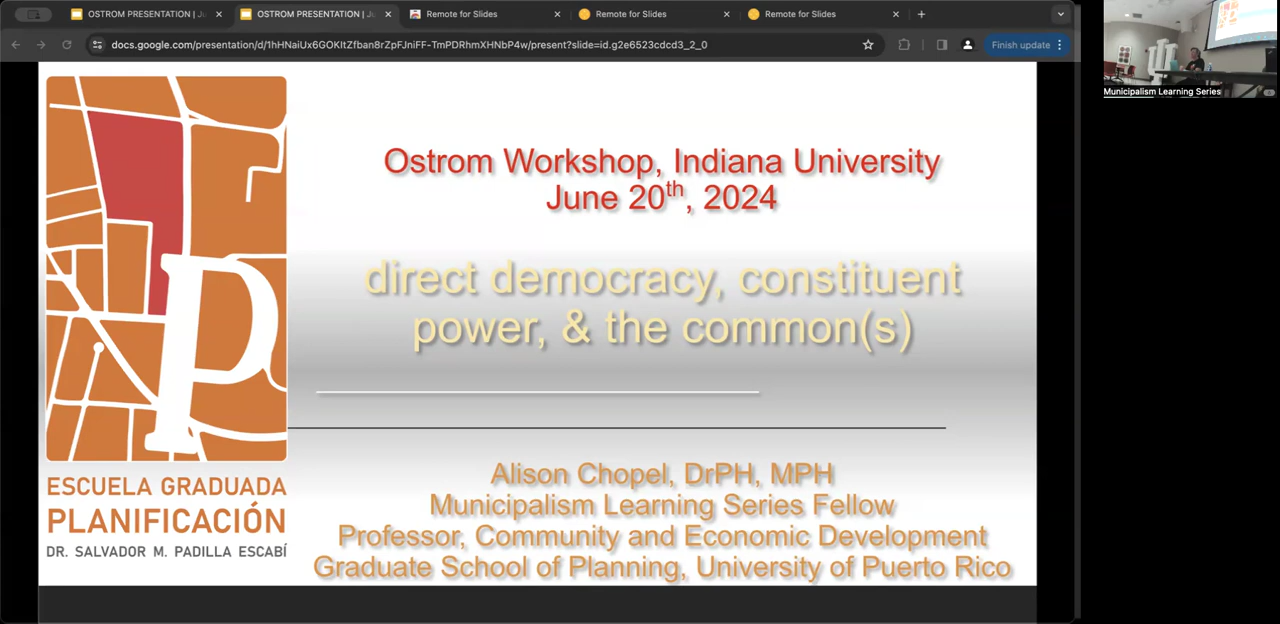 OSTROM PRESENTATION | Ju
OSTROM PRESENTATION | Ju
Remote for Slides
Remote for Slides
Remote for Slides
docs.google.com/presentation/d/1hHNaiUx6GOKItZfban8rZpFJniFF-TmPDRhmXHNbP4w/present?slide=id.g2e6523cdcd3_2_0
Finish update
Municipalism Learning Series
Ostrom Workshop, Indiana University
June 20th, 2024
direct democracy, constituent
power, & the common(s)
p
ESCUELA GRADUADA
PLANIFICACIÓN
DR. SALVADOR M. PADILLA ESCABÍ
Alison Chopel, DrPH, MPH
Municipalism Learning Series Fellow
Professor, Community and Economic Development
Graduate School of Planning, University of Puerto Rico